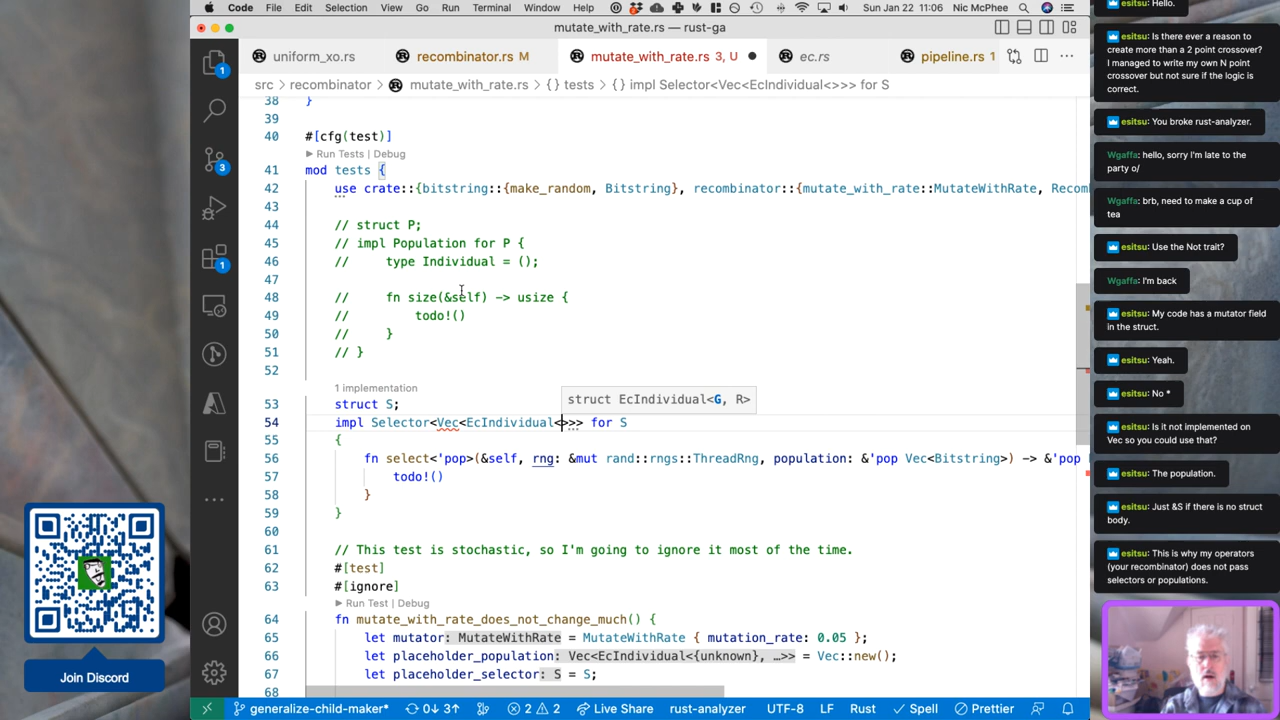 Code File Edit Selection View Go Run Terminal Window Help Sun Jan 22 11:06 Nic McPhee
mutate_with_rate.rs — rust-ga
uniform_xo.rs recombinator.rs M mutate_with_rate.rs 3, U ec.rs pipeline.rs 1
src > recombinator > mutate_with_rate.rs > {} tests > {} impl Selector<Vec<EcIndividual<>>> for S
38 }
39
40 #[cfg(test)]
Run Tests | Debug
41 mod tests {
42 use crate::{bitstring::{make_random, Bitstring}, recombinator::{mutate_with_rate::MutateWithRate, Recom
43
44 // struct P;
45 // impl Population for P {
46 // type Individual = ();
47
48 // fn size(&self) -> usize {
49 // todo!()
50 // }
51 // }
52
1 implementation
struct EcIndividual<G, R>
53 struct S;
54 impl Selector<Vec<EcIndividual<>>> for S
55 {
56 fn select<'pop>(&self, rng: &mut rand::rngs::ThreadRng, population: &'pop Vec<Bitstring>) -> &'pop
57 todo!()
58 }
59 }
60
61 // This test is stochastic, so I'm going to ignore it most of the time.
62 #[test]
63 #[ignore]
Run Test | Debug
64 fn mutate_with_rate_does_not_change_much() {
65 let mutator: MutateWithRate = MutateWithRate { mutation_rate: 0.05 };
66 let placeholder_population: Vec<EcIndividual<{unknown}, …>> = Vec::new();
67 let placeholder_selector: S = S;
68
generalize-child-maker* 0↓ 3↑ 2 2 Live Share rust-analyzer UTF-8 LF Rust Spell Prettier
1
3
1
Join Discord
esitsu: Hello.
esitsu: Is there ever a reason to
create more than a 2 point crossover?
I managed to write my own N point
crossover but not sure if the logic is
correct.
esitsu: You broke rust-analyzer.
Wgaffa: hello, sorry I'm late to the
party o/
Wgaffa: brb, need to make a cup of
tea
esitsu: Use the Not trait?
Wgaffa: I'm back
esitsu: My code has a mutator field
in the struct.
esitsu: Yeah.
esitsu: No *
esitsu: Is it not implemented on
Vec so you could use that?
esitsu: The population.
esitsu: Just &S if there is no struct
body.
esitsu: This is why my operators
(your recombinator) does not pass
selectors or populations.